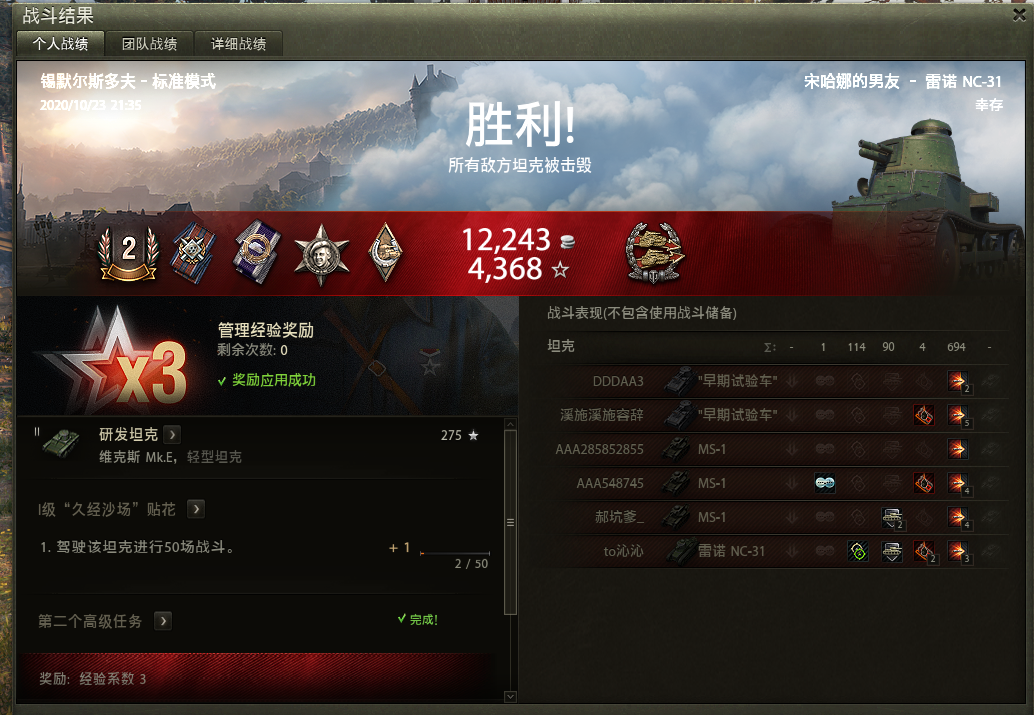 战斗结果
个人战绩 团队战绩 详细战绩
锡默尔斯多夫 - 标准模式
2020/10/23 21:35
宋哈娜的男友 - 雷诺 NC-31
幸存
胜利!
所有敌方坦克被击毁
2
12,243
4,368
x3
管理经验奖励
剩余次数: 0
奖励应用成功
II
研发坦克
275
维克斯 Mk.E, 轻型坦克
I级“久经沙场”贴花
1. 驾驶该坦克进行50场战斗。
+ 1
2 / 50
第二个高级任务
完成!
奖励: 经验系数 3
战斗表现(不包含使用战斗储备)
坦克 Σ: - 1 114 90 4 694 -
DDDAA3 "早期试验车" 2
溪施溪施容辞 "早期试验车" 5
AAA285852855 MS-1
AAA548745 MS-1 4
郝坑爹_ MS-1 2 4
to沁沁 雷诺 NC-31 2 3